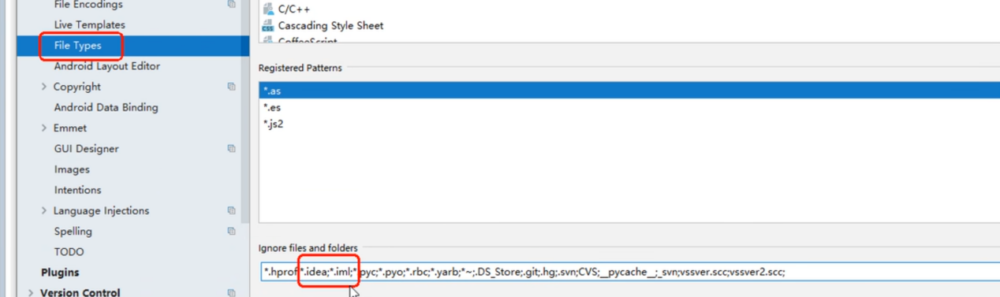 File Encodings
Live Templates
File Types
Android Layout Editor
Copyright
Android Data Binding
Emmet
GUI Designer
Images
Intentions
Language Injections
Spelling
TODO
Plugins
Version Control
C/C++
Cascading Style Sheet
CoffeeScript
Registered Patterns
*.as
*.es
*.js2
Ignore files and folders
*.hprof;*.idea;*.iml;*.pyc;*.pyo;*.rbc;*.yarb;*~;.DS_Store;.git;.hg;.svn;CVS;__pycache__;_svn;vssver.scc;vssver2.scc;